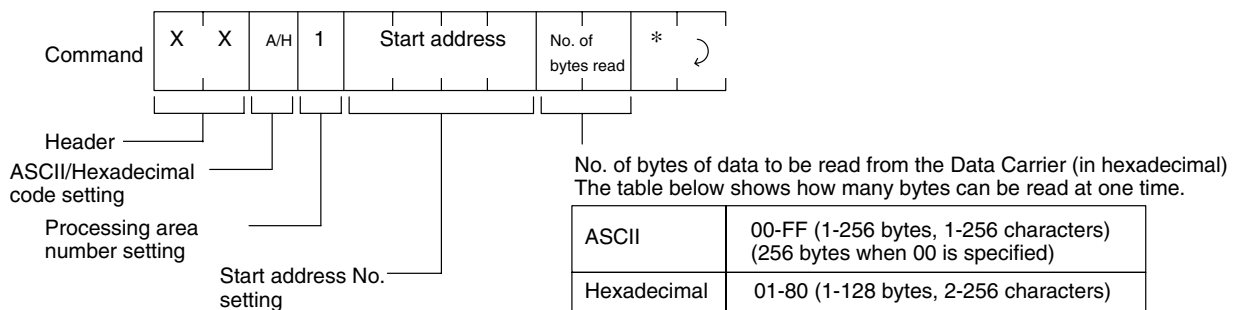 Command X X A/H 1 Start address No. of bytes read * ⤸
Header
ASCII/Hexadecimal
code setting
Processing area
number setting
Start address No.
setting
No. of bytes of data to be read from the Data Carrier (in hexadecimal)
The table below shows how many bytes can be read at one time.
ASCII 00-FF (1-256 bytes, 1-256 characters)
(256 bytes when 00 is specified)
Hexadecimal 01-80 (1-128 bytes, 2-256 characters)